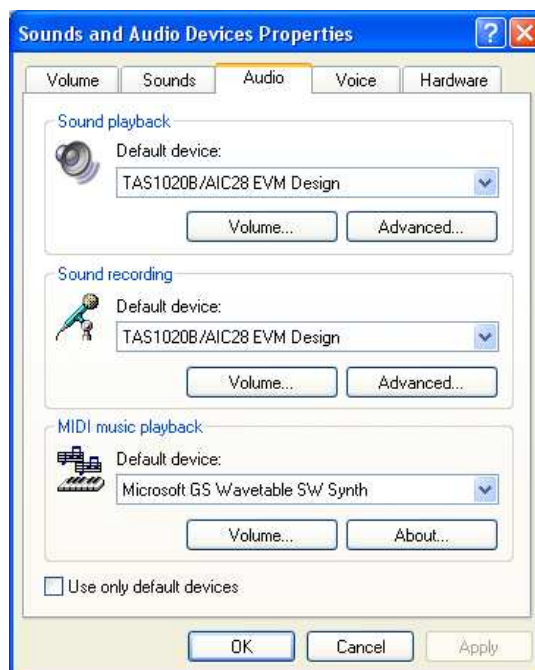 Sounds and Audio Devices Properties
?
Volume Sounds Audio Voice Hardware
Sound playback
Default device:
TAS1020B/AIC28 EVM Design
Volume... Advanced...
Sound recording
Default device:
TAS1020B/AIC28 EVM Design
Volume... Advanced...
MIDI music playback
Default device:
Microsoft GS Wavetable SW Synth
Volume... About...
Use only default devices
OK Cancel Apply